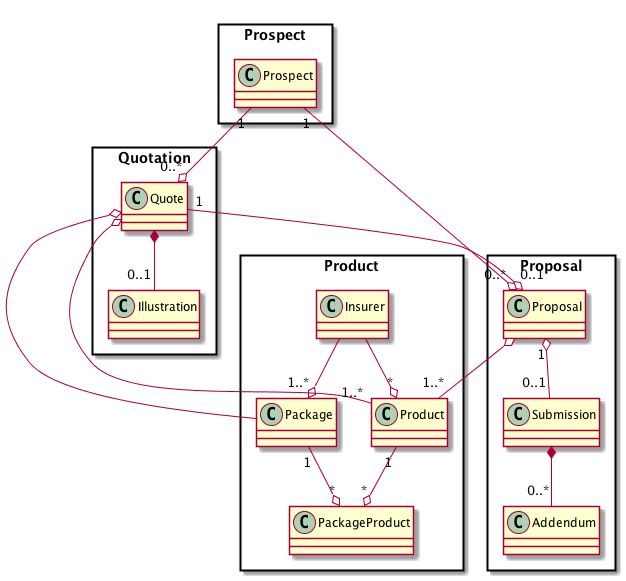 Prospect
C Prospect
1
1
Quotation
0..*
C Quote
1
0..1
C Illustration
Product
C Insurer
1..*
*
1..*
C Package
C Product
1
1
*
*
C PackageProduct
Proposal
0..*
0..1
C Proposal
1..*
1
0..1
C Submission
0..*
C Addendum